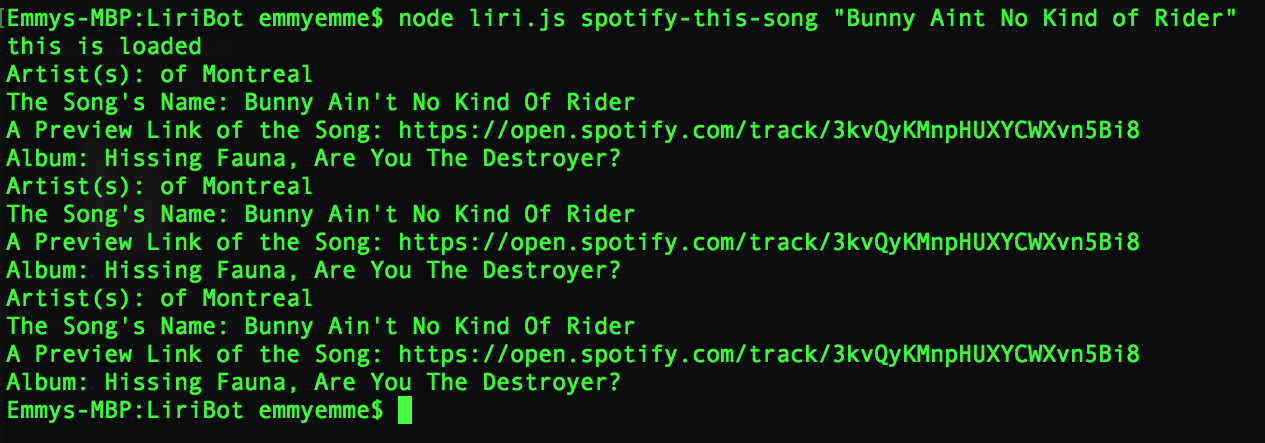 [Emmys-MBP:LiriBot emmyemme$ node liri.js spotify-this-song "Bunny Aint No Kind of Rider"
this is loaded
Artist(s): of Montreal
The Song's Name: Bunny Ain't No Kind Of Rider
A Preview Link of the Song: https://open.spotify.com/track/3kvQyKMnpHUXYCWXvn5Bi8
Album: Hissing Fauna, Are You The Destroyer?
Artist(s): of Montreal
The Song's Name: Bunny Ain't No Kind Of Rider
A Preview Link of the Song: https://open.spotify.com/track/3kvQyKMnpHUXYCWXvn5Bi8
Album: Hissing Fauna, Are You The Destroyer?
Artist(s): of Montreal
The Song's Name: Bunny Ain't No Kind Of Rider
A Preview Link of the Song: https://open.spotify.com/track/3kvQyKMnpHUXYCWXvn5Bi8
Album: Hissing Fauna, Are You The Destroyer?
Emmys-MBP:LiriBot emmyemme$